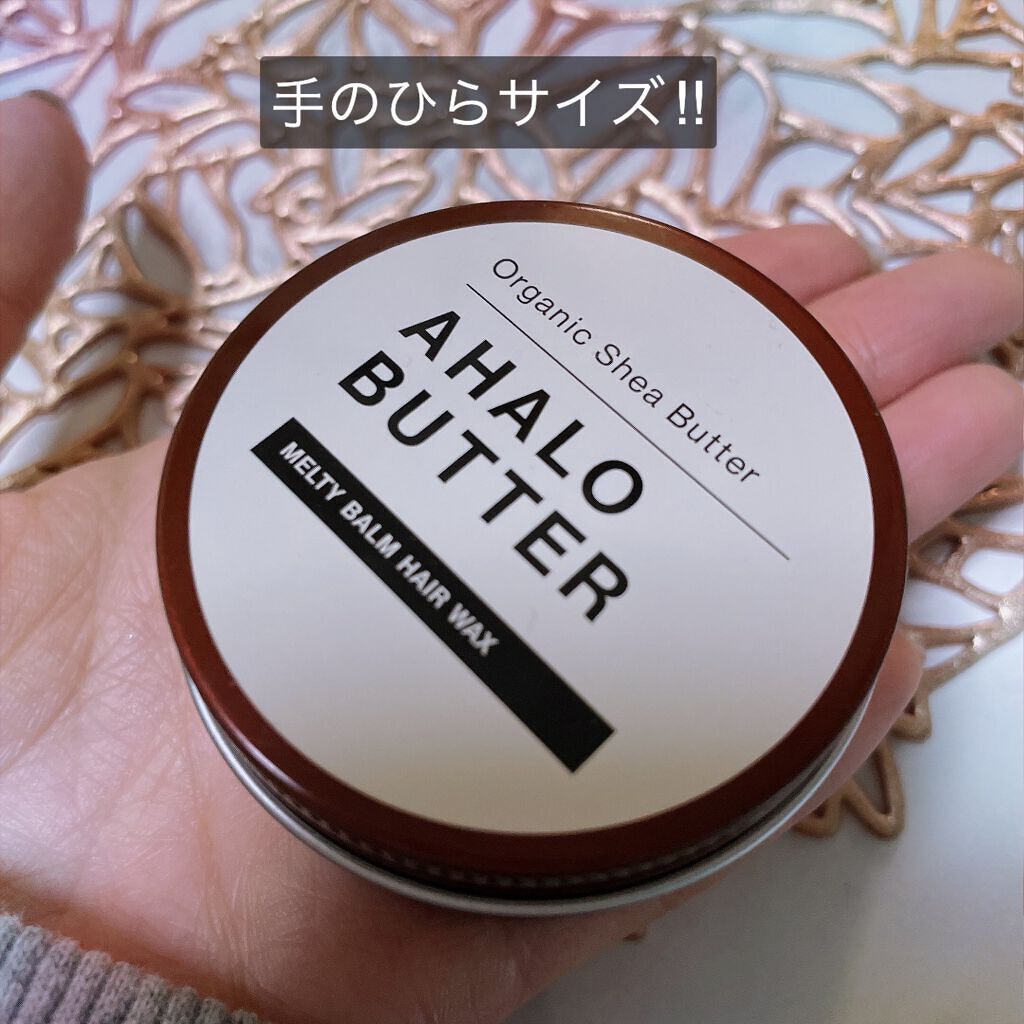 手のひらサイズ!!
Organic Shea Butter
AHALO
BUTTER
MELTY BALM HAIR WAX